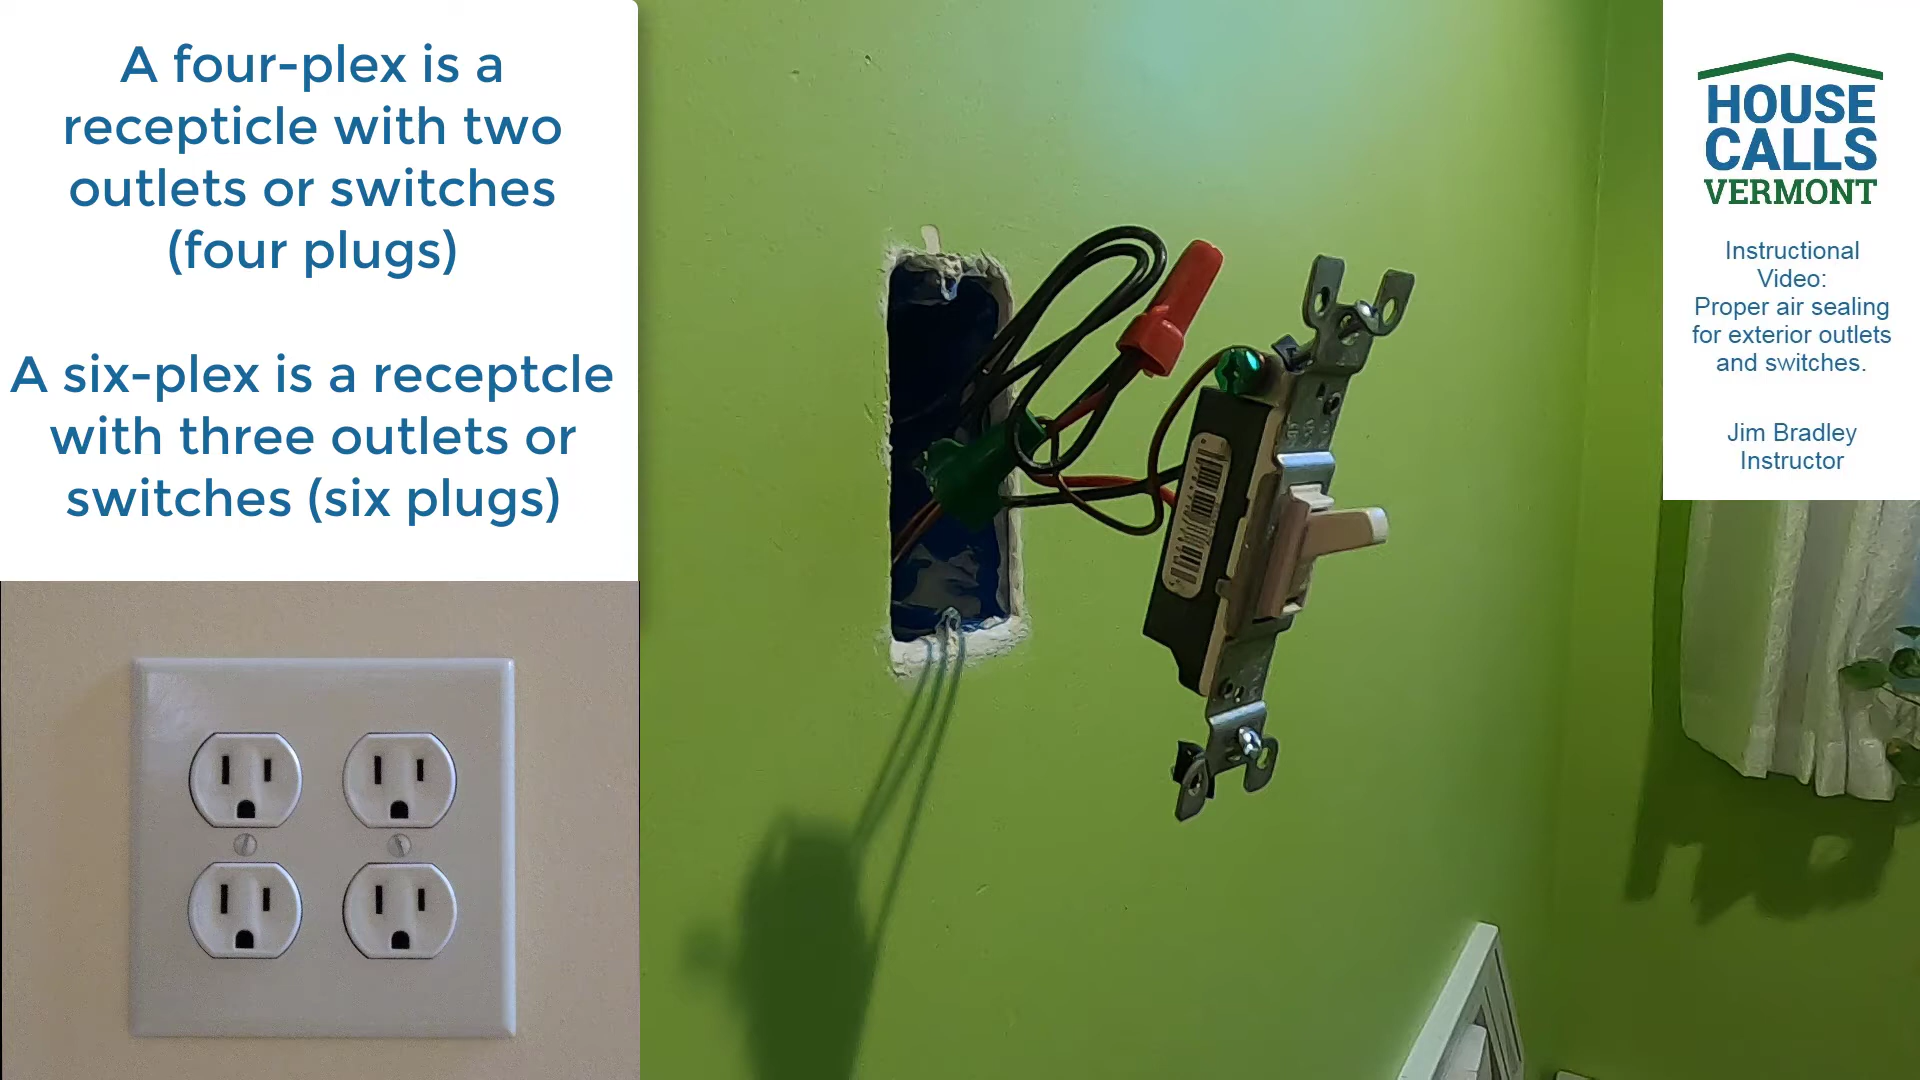 A four-plex is a
recepticle with two
outlets or switches
(four plugs)
A six-plex is a receptcle
with three outlets or
switches (six plugs)
HOUSE
CALLS
VERMONT
Instructional
Video:
Proper air sealing
for exterior outlets
and switches.
Jim Bradley
Instructor